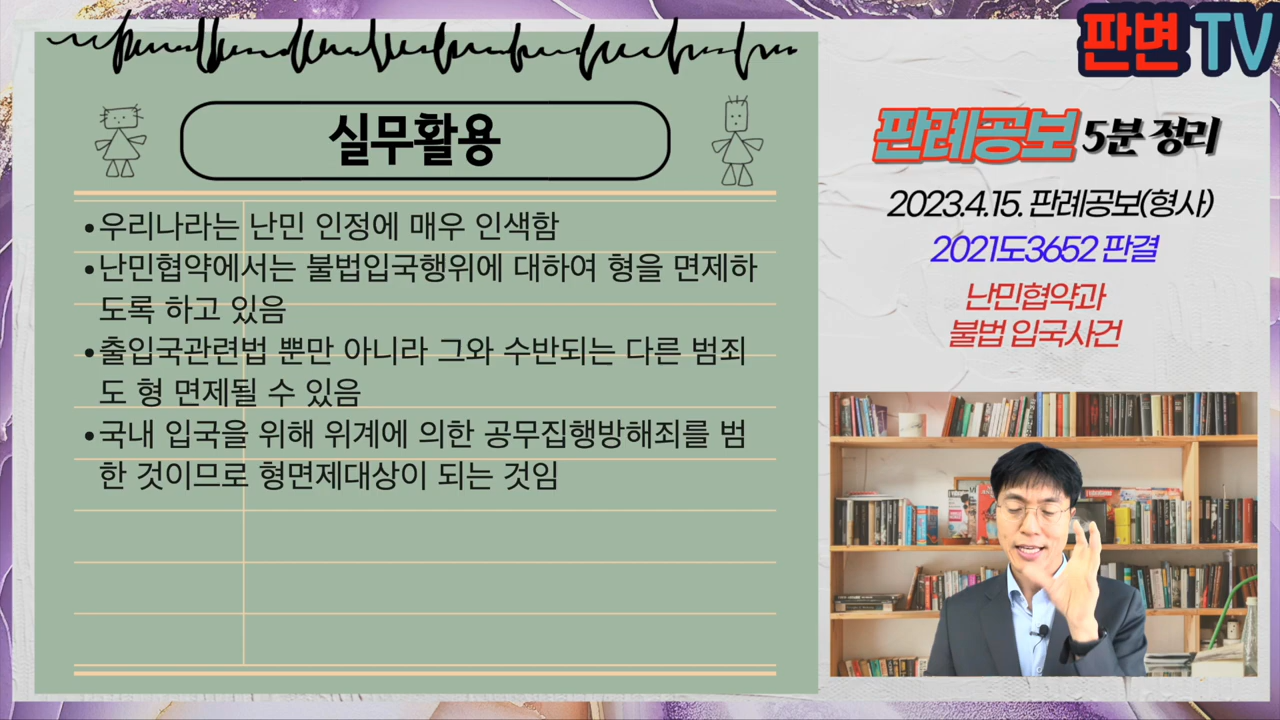 판변 TV
실무활용
•우리나라는 난민 인정에 매우 인색함
•난민협약에서는 불법입국행위에 대하여 형을 면제하
도록 하고 있음
•출입국관련법 뿐만 아니라 그와 수반되는 다른 범죄
도 형 면제될 수 있음
•국내 입국을 위해 위계에 의한 공무집행방해죄를 범
한 것이므로 형면제대상이 되는 것임
판례공보 5분 정리
2023.4.15. 판례공보(형사)
2021도3652 판결
난민협약과
불법 입국사건